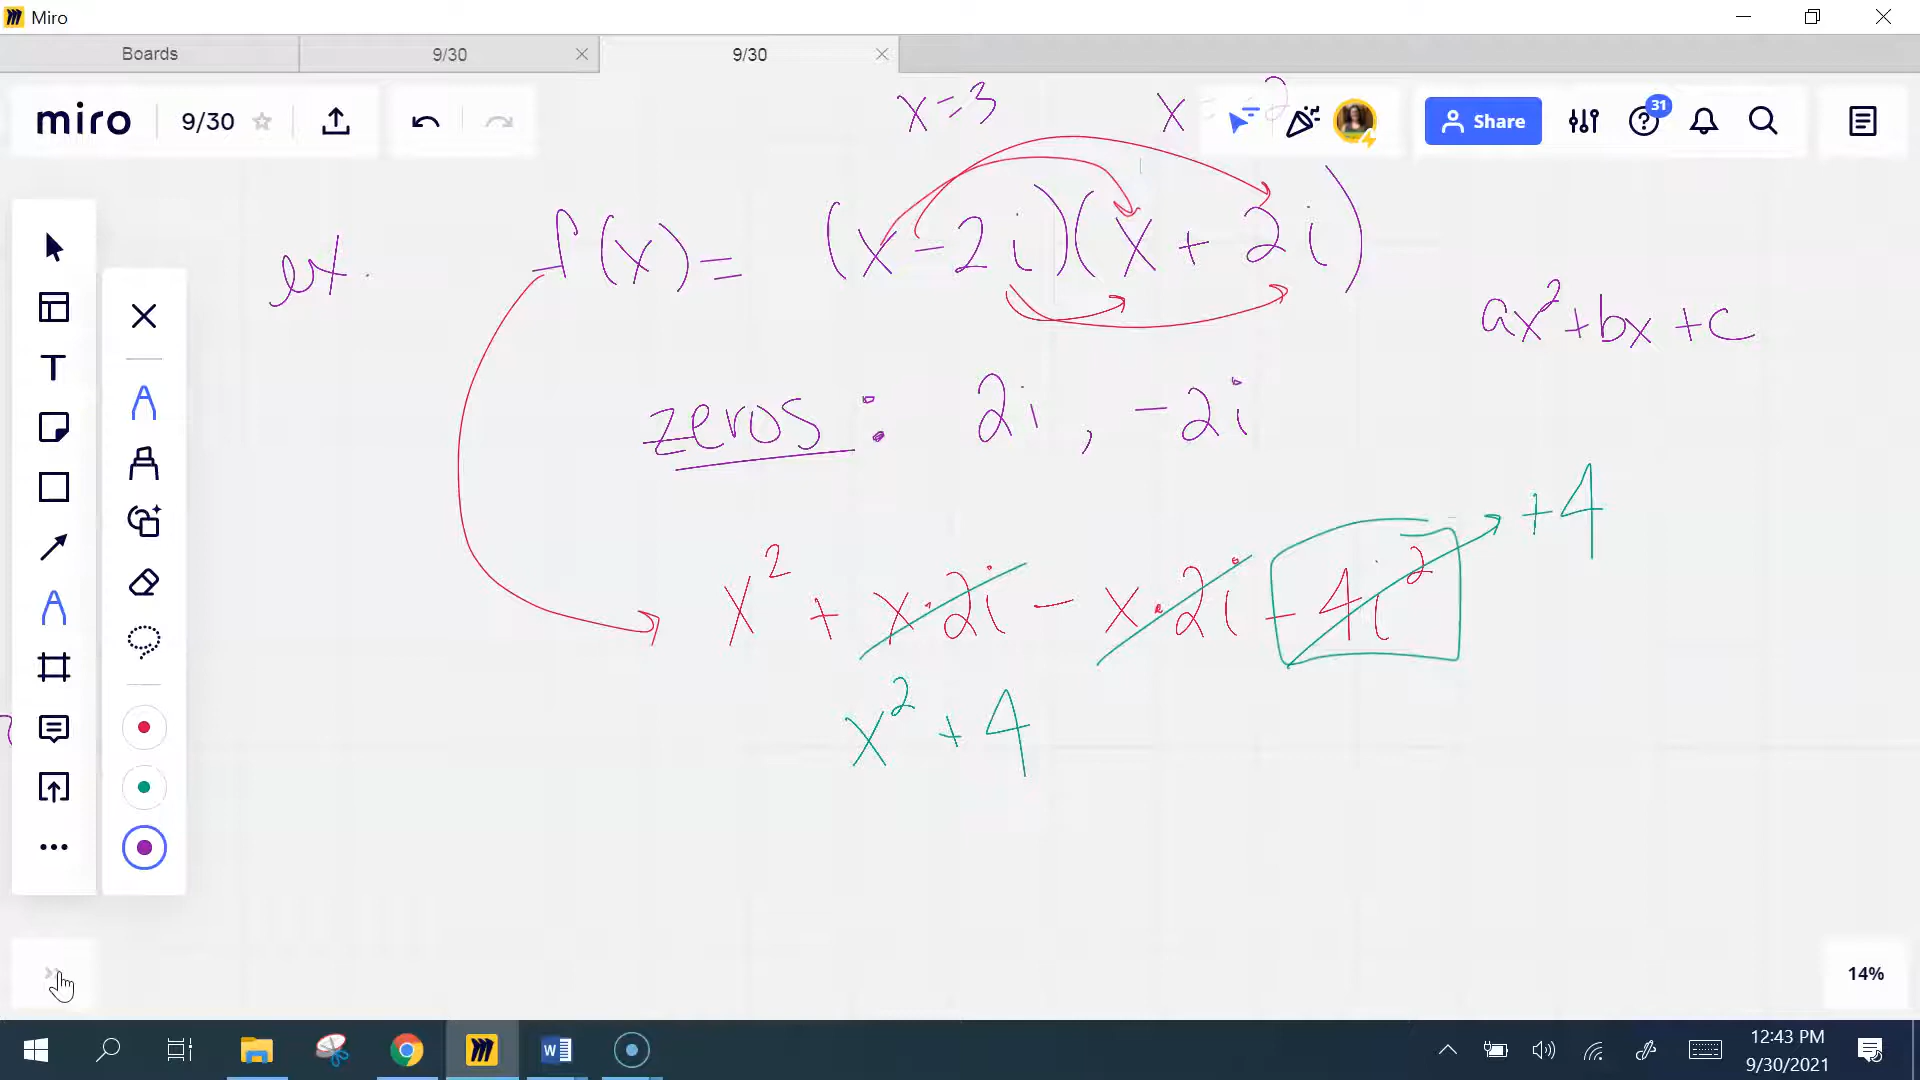 Miro
Boards 9/30 9/30
miro 9/30 Share 31
x=3 x = -2
ex. f(x) = (x-2i)(x+2i)
ax²+bx+c
zeros: 2i, -2i
+4
x² + x·2i - x·2i - 4i²
x² + 4
T
14%
12:43 PM
9/30/2021